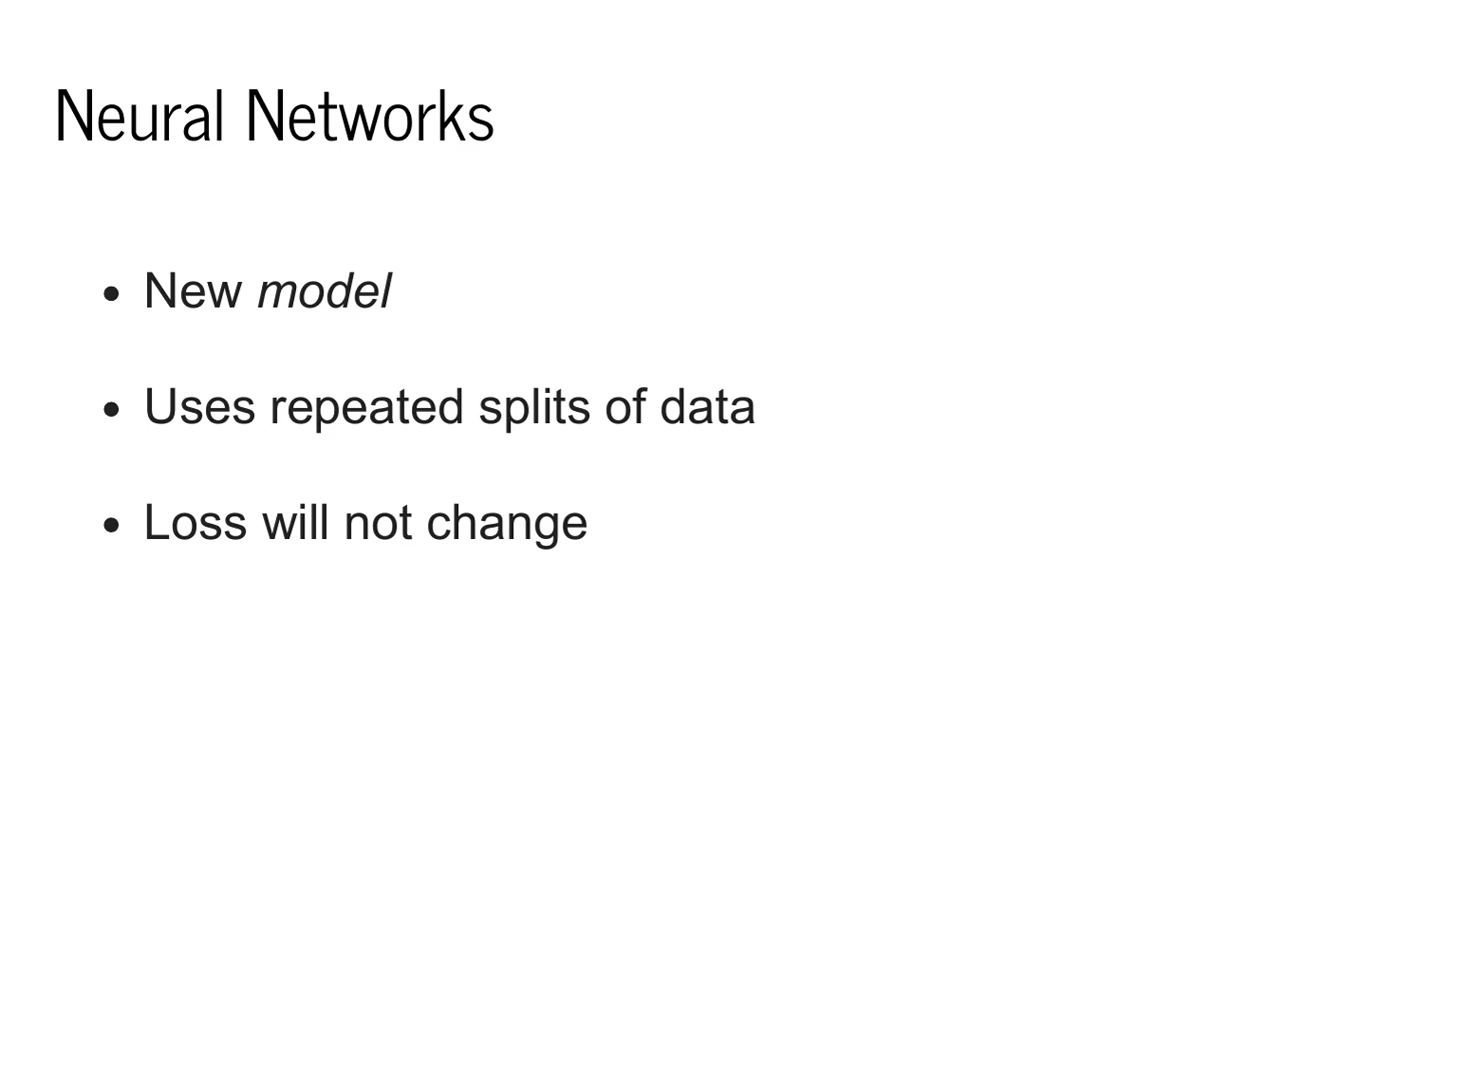 Neural Networks
• New model
• Uses repeated splits of data
• Loss will not change